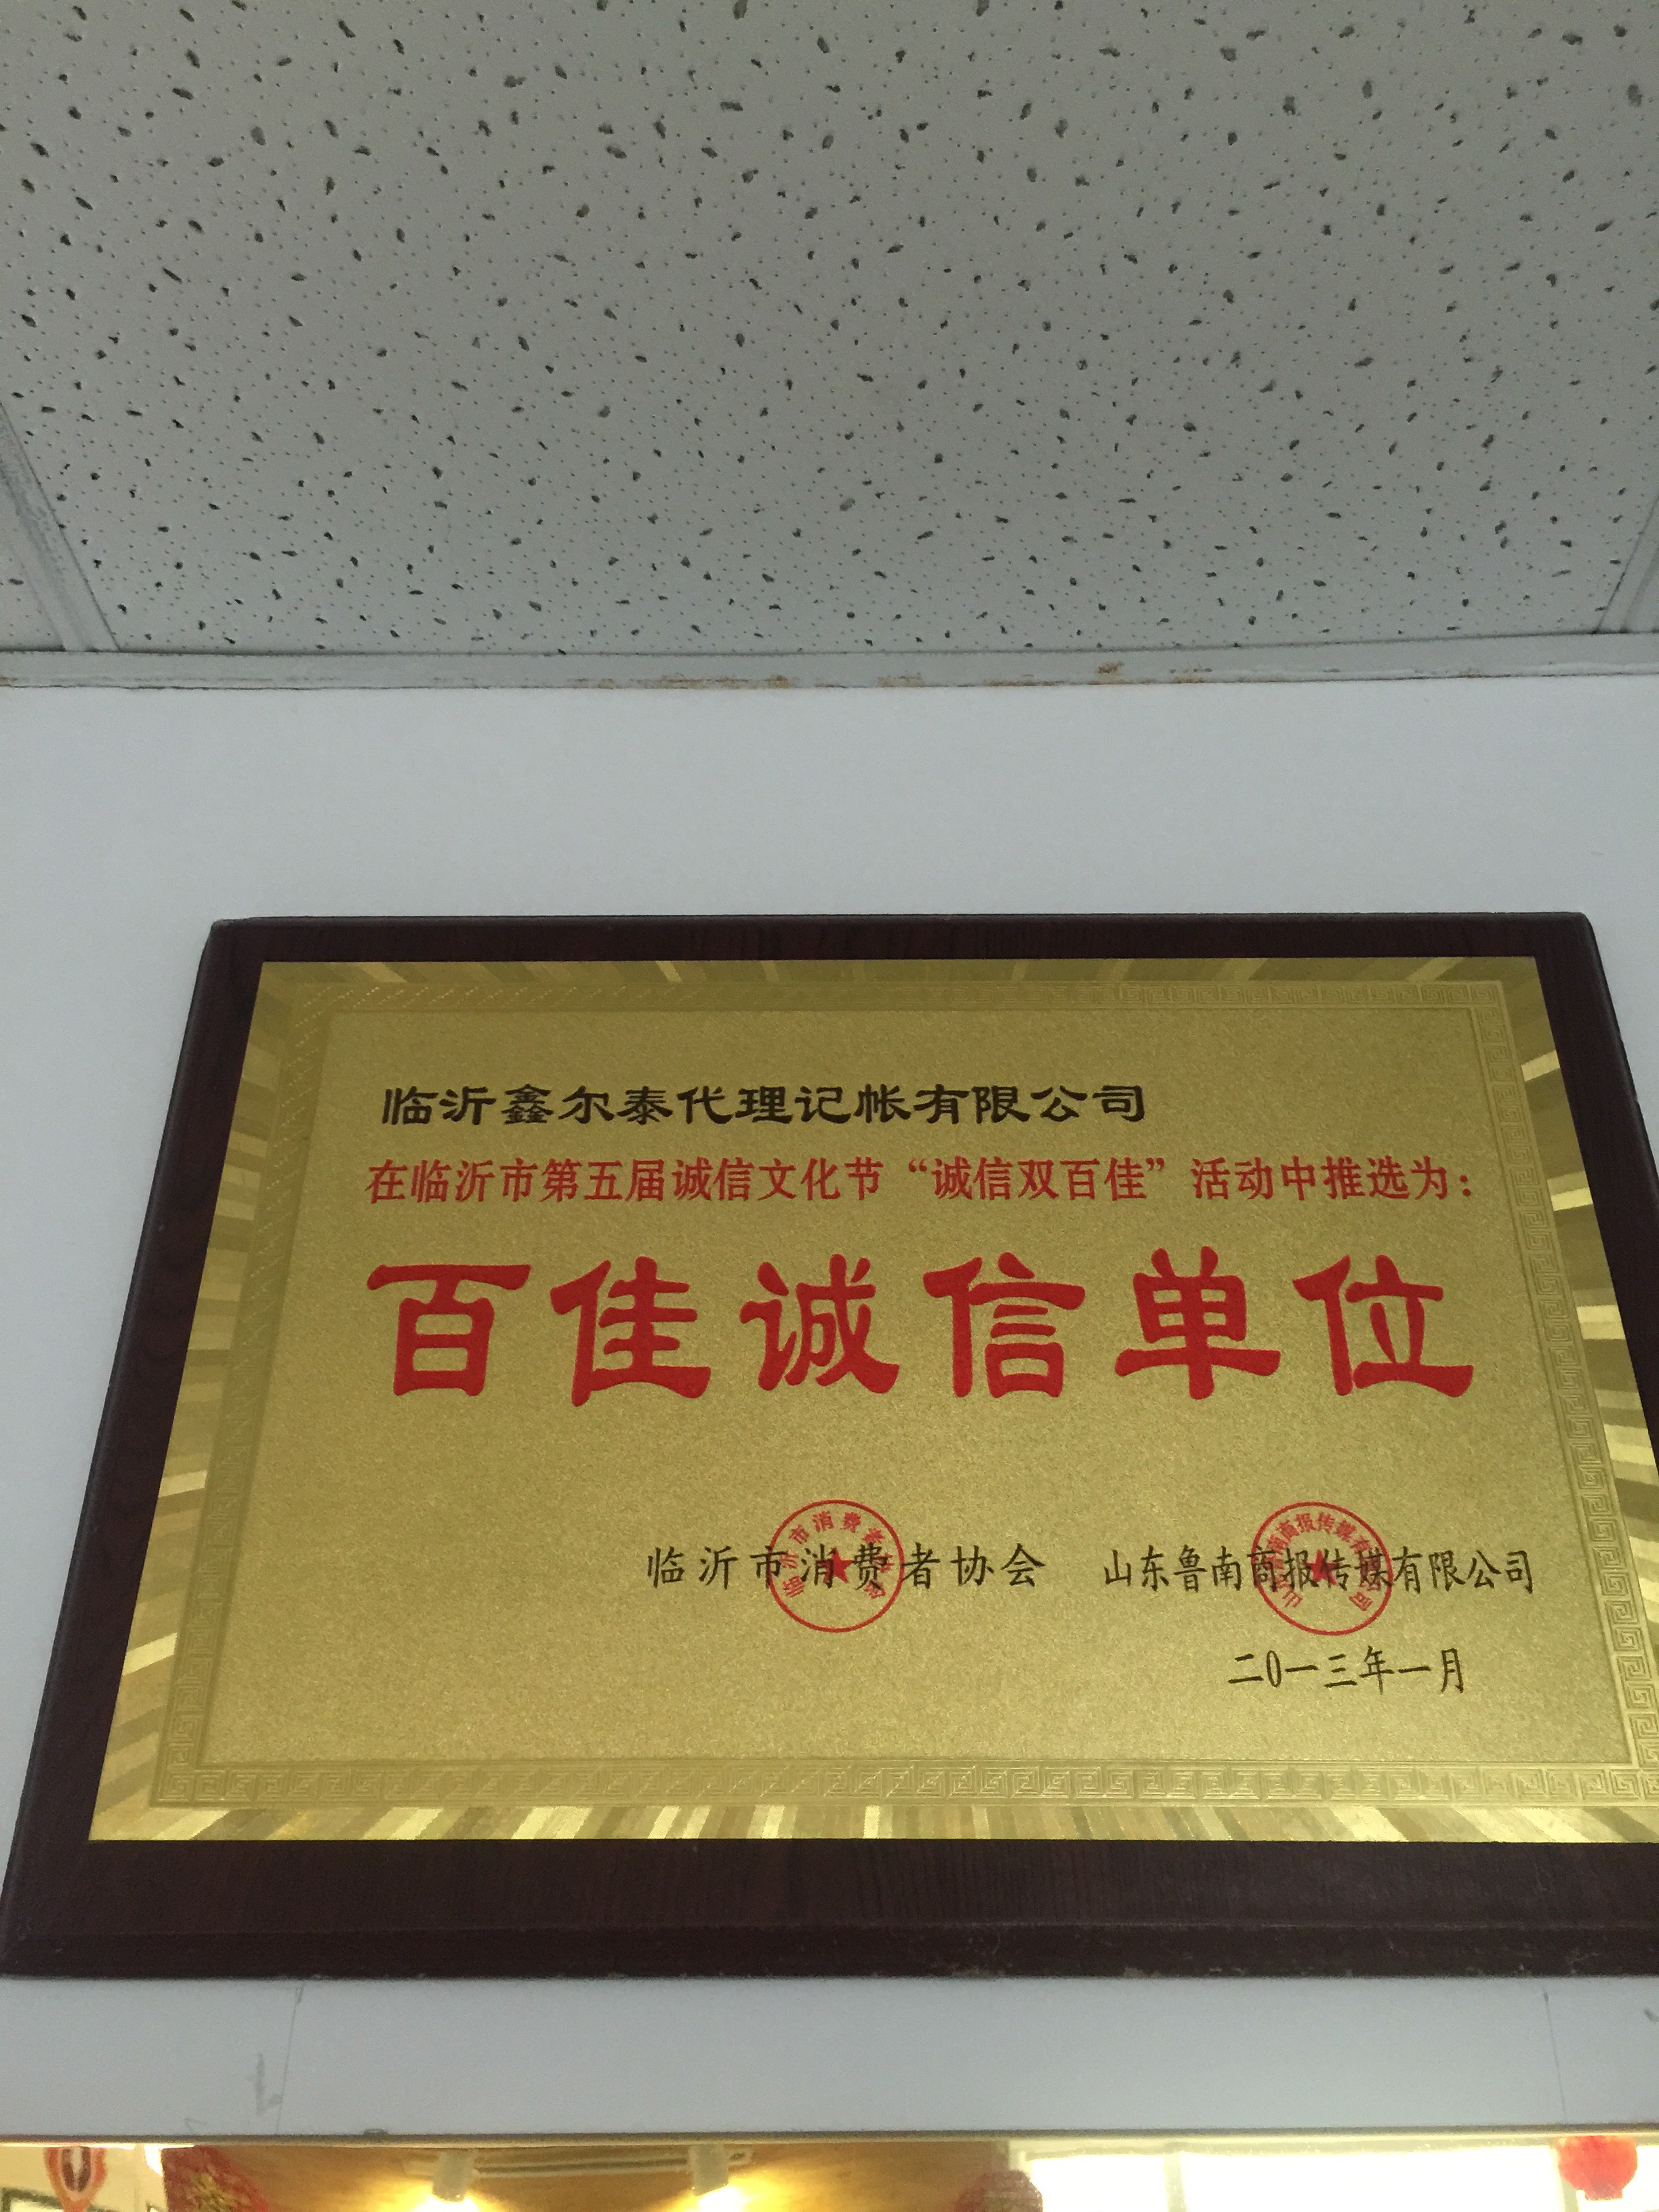 临沂鑫尔泰代理记帐有限公司
在临沂市第五届诚信文化节“诚信双百佳”活动中推选为：
百佳诚信单位
临沂市消费者协会 山东鲁南商报传媒有限公司
二〇一三年一月